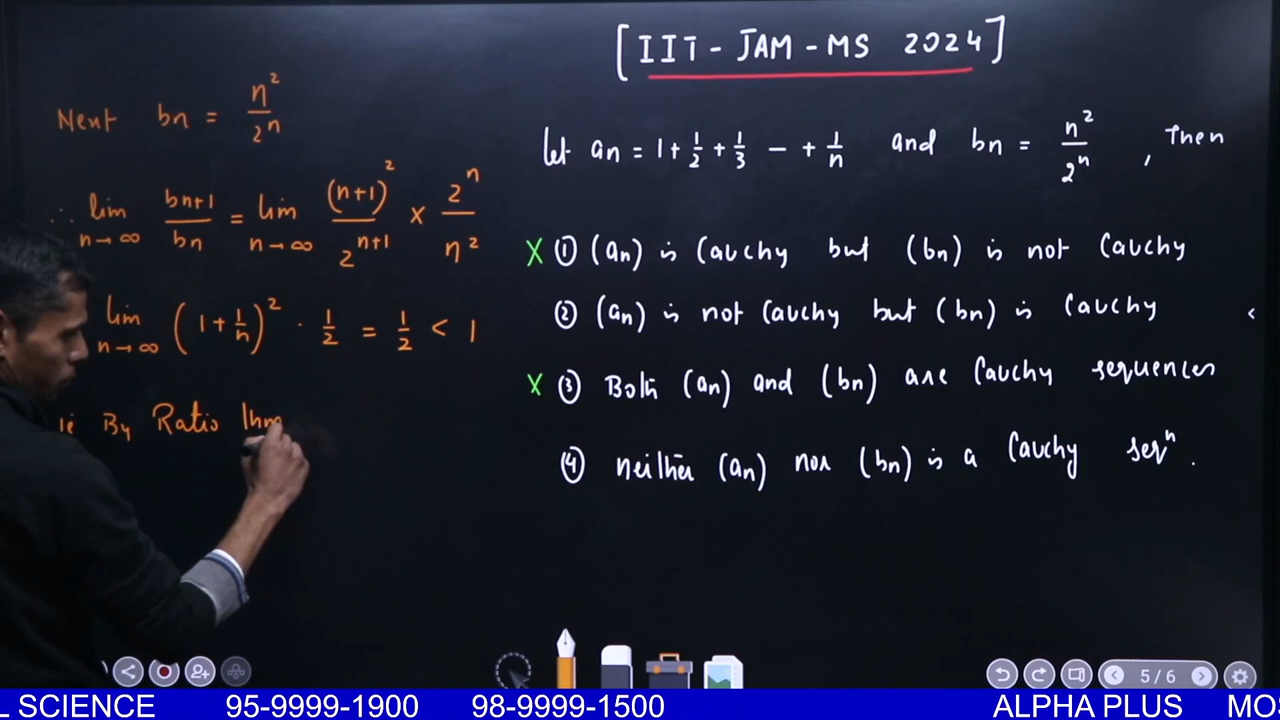 [IIT - JAM - MS 2024]
Next bn = n²/2ⁿ
∴ lim n→∞ bn+1/bn = lim n→∞ (n+1)²/2ⁿ⁺¹ × 2ⁿ/n²
lim n→∞ (1 + 1/n)² · 1/2 = 1/2 < 1
ie By Ratio thm
let an = 1 + 1/2 + 1/3 - + 1/n and bn = n²/2ⁿ , Then
X ① (an) is Cauchy but (bn) is not Cauchy
② (an) is not Cauchy but (bn) is Cauchy
X ③ Both (an) and (bn) are Cauchy sequences
④ neither (an) nor (bn) is a Cauchy seqⁿ.
5/6
L SCIENCE 95-9999-1900 98-9999-1500 ALPHA PLUS MOS